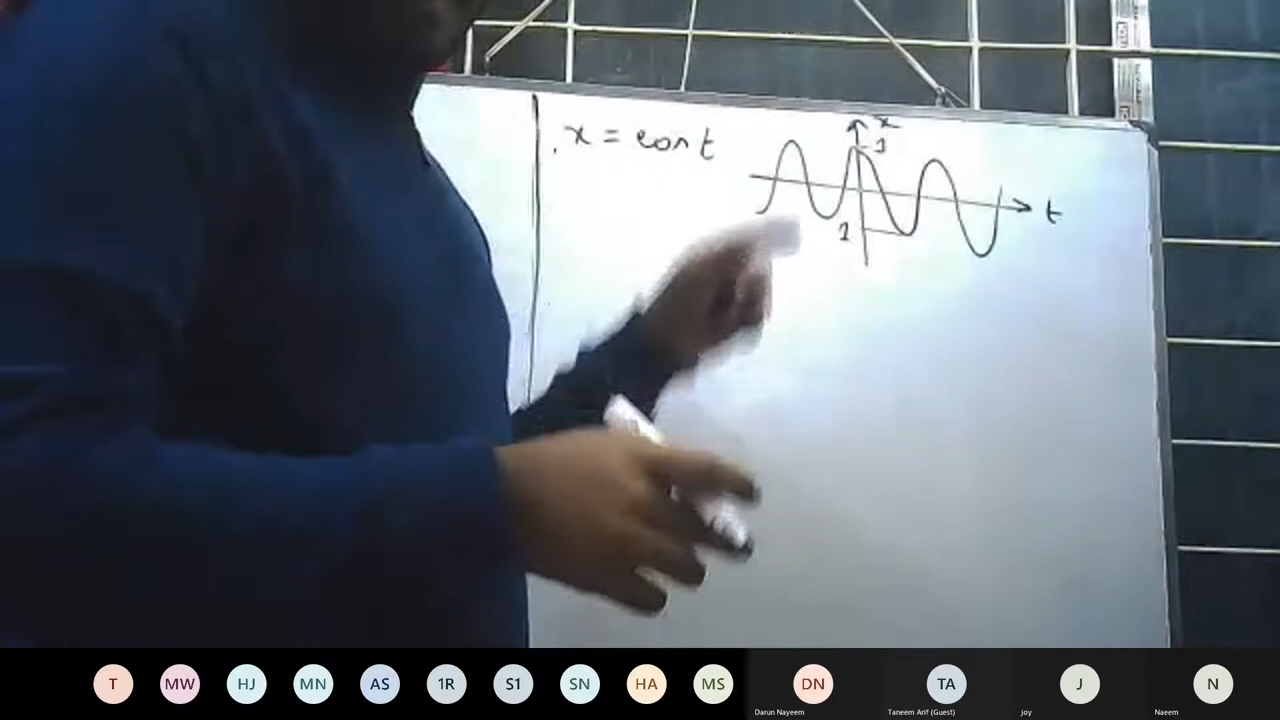 . x = cos t
x
1
1
t
T
MW
HJ
MN
AS
1R
S1
SN
HA
MS
DN
TA
J
N
Darun Nayeem
Taneem Arif (Guest)
joy
Naeem